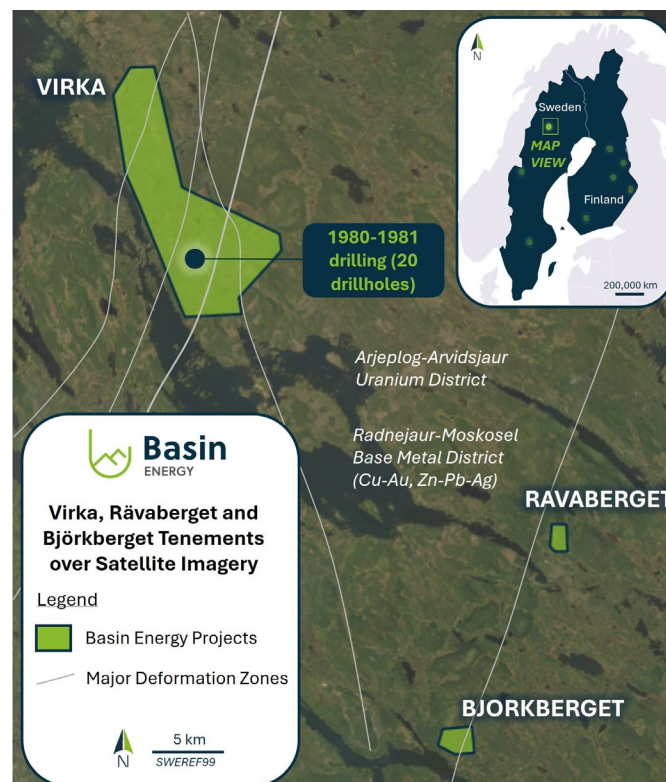 VIRKA
1980-1981
drilling (20
drillholes)
N
Sweden
MAP
VIEW
Finland
200,000 km
Arjeplog-Arvidsjaur
Uranium District
Radnejaur-Moskosel
Base Metal District
(Cu-Au, Zn-Pb-Ag)
RAVABERGET
BJORKBERGET
Basin
ENERGY
Virka, Rävaberget and
Björkberget Tenements
over Satellite Imagery
Legend
Basin Energy Projects
Major Deformation Zones
N
5 km
SWEREF99